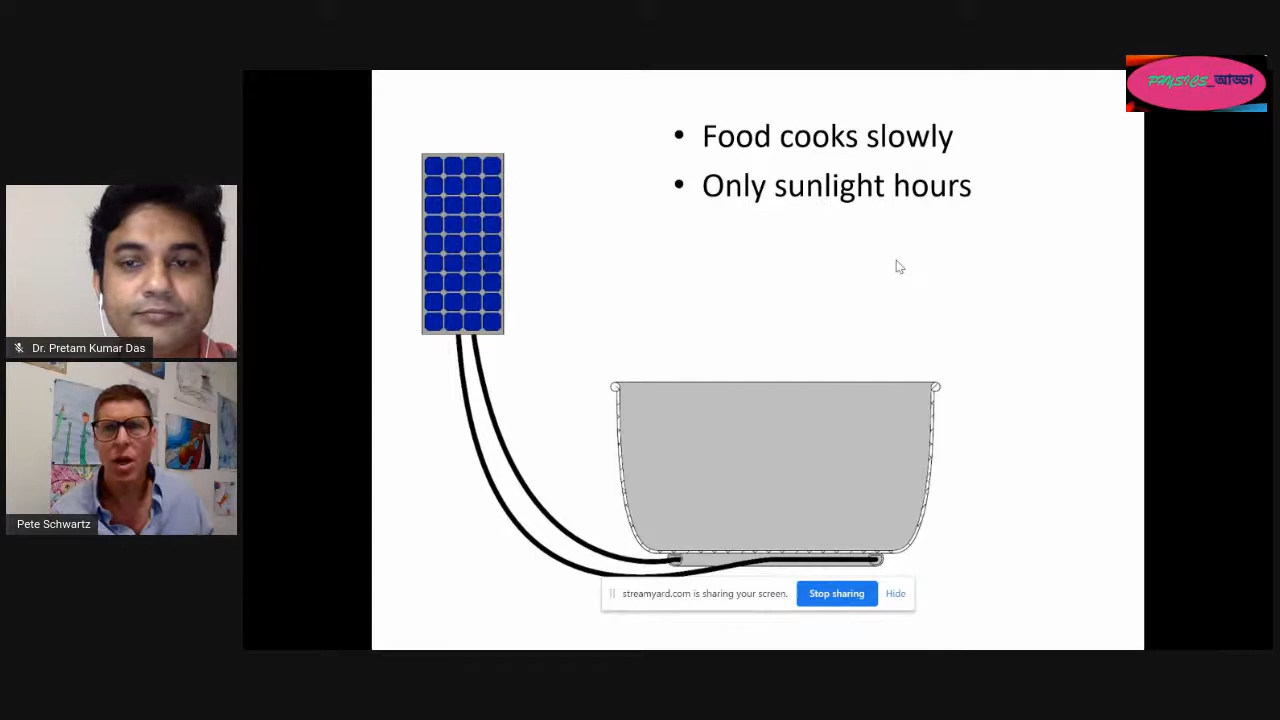 PHYSICS_আড্ডা
• Food cooks slowly
• Only sunlight hours
Dr. Pretam Kumar Das
Pete Schwartz
streamyard.com is sharing your screen. Stop sharing Hide